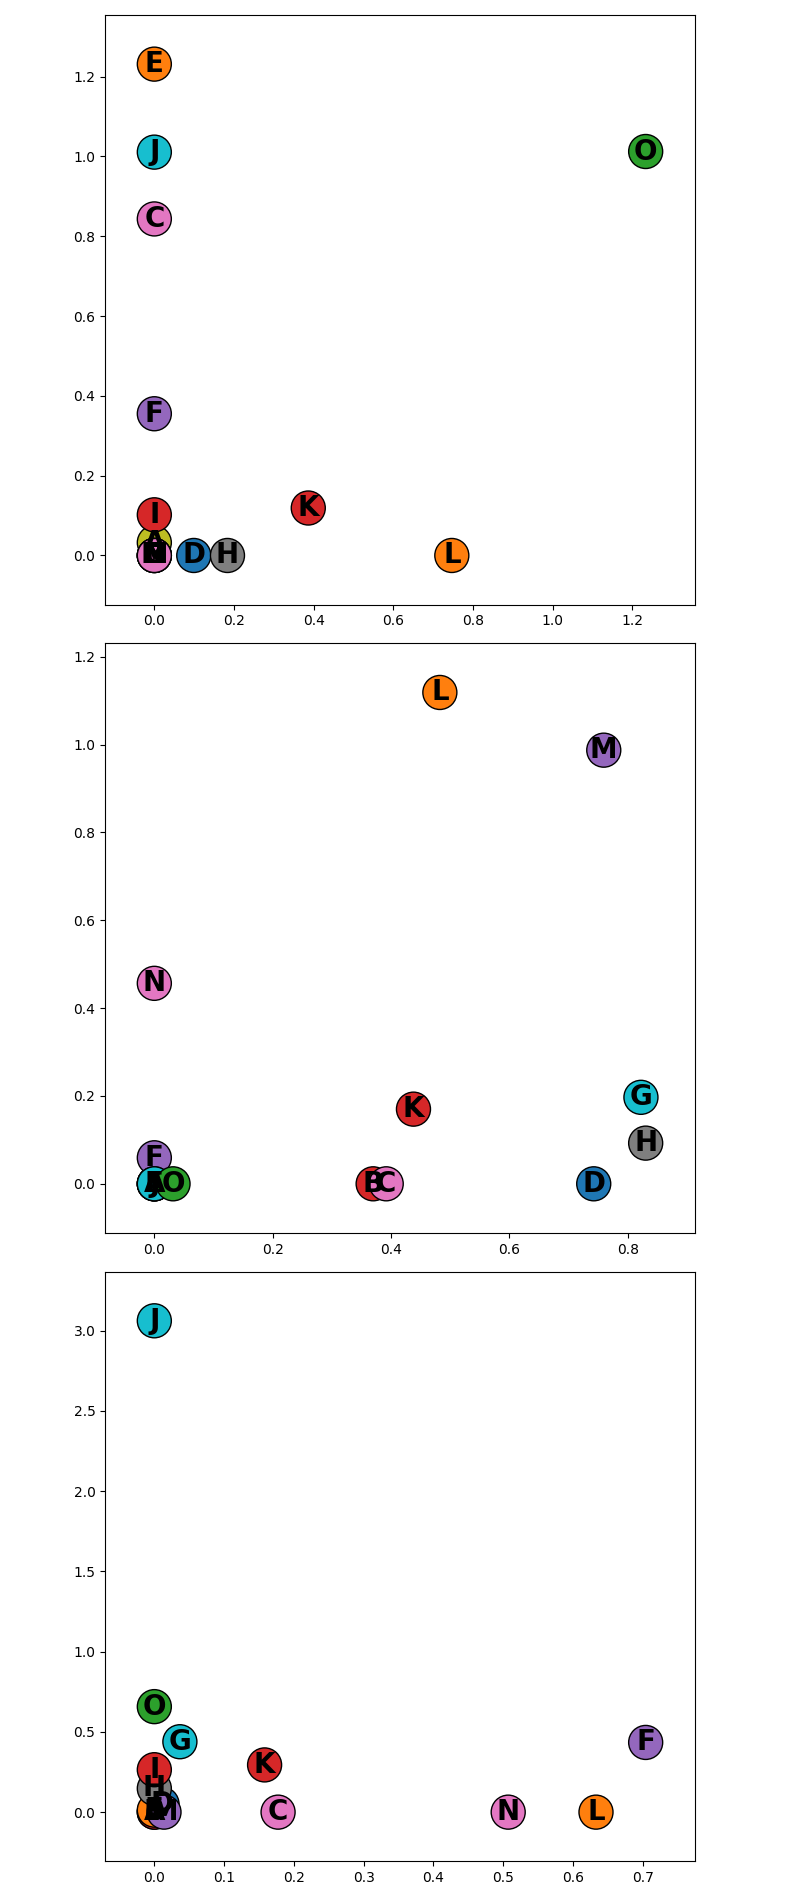 E
1.2
J
O
1.0
C
0.8
0.6
F
0.4
I
K
0.2
A
D H L
0.0
0.0 0.2 0.4 0.6 0.8 1.0 1.2
1.2
L
M
1.0
0.8
0.6
N
0.4
G
0.2
K
H
F
0.0
J O B C D
0.0 0.2 0.4 0.6 0.8
J
3.0
2.5
2.0
1.5
1.0
O
0.5
G F
I K
H
D
0.0
M C N L
0.0 0.1 0.2 0.3 0.4 0.5 0.6 0.7